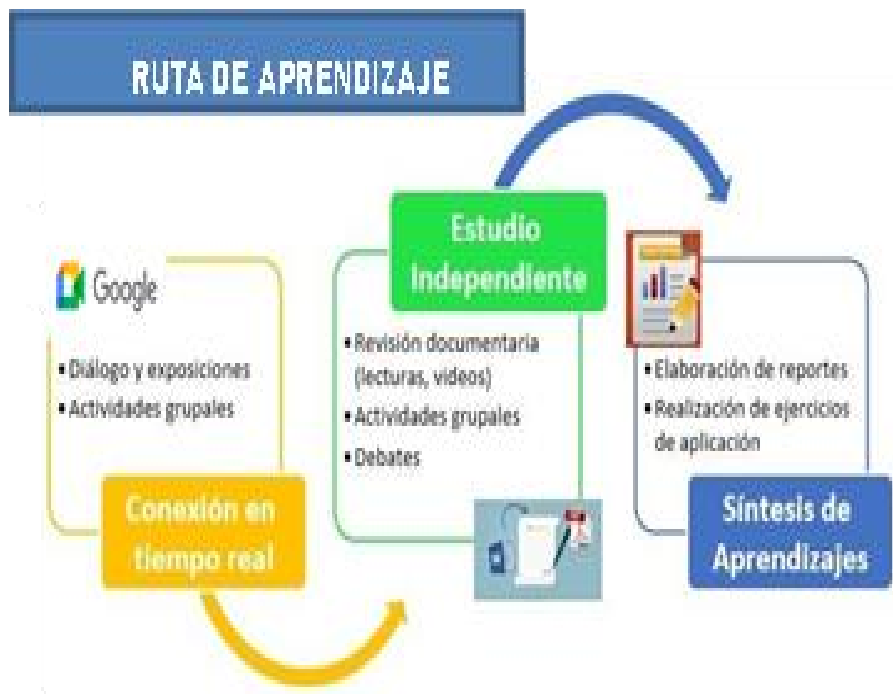 RUTA DE APRENDIZAJE
Google
▪ Diálogo y exposiciones
▪ Actividades grupales
Conexión en
tiempo real
Estudio
Independiente
▪ Revisión documentaria
(lecturas, videos)
▪ Actividades grupales
▪ Debates
▪ Elaboración de reportes
▪ Realización de ejercicios
de aplicación
Síntesis de
Aprendizajes